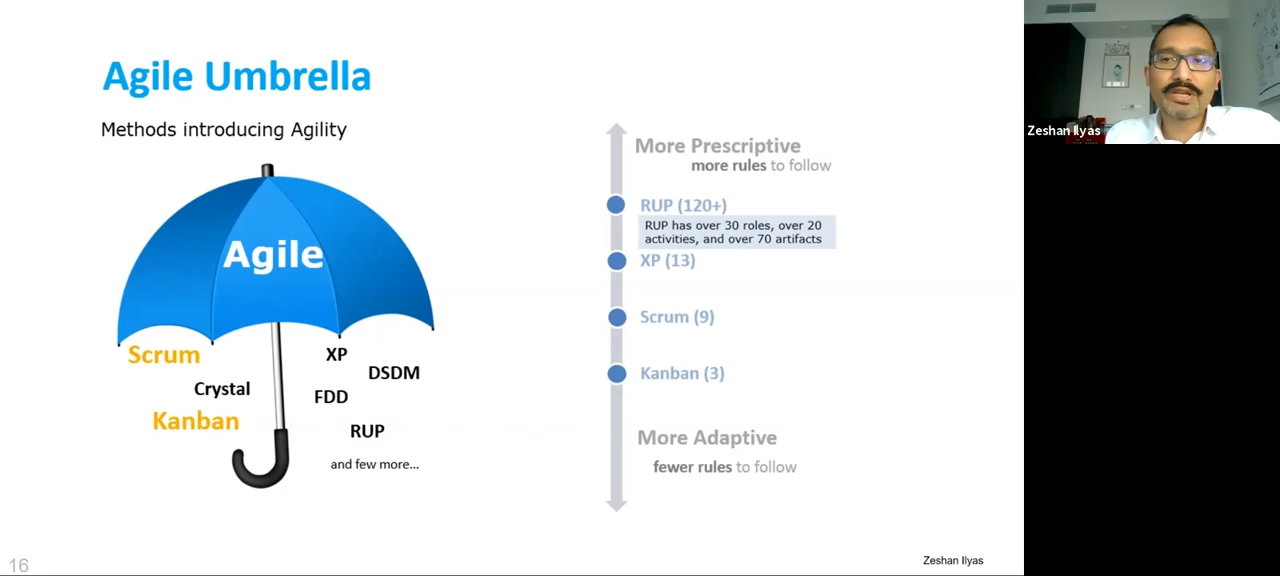 Agile Umbrella
Methods introducing Agility
Agile
Scrum
XP
DSDM
Crystal
FDD
Kanban
RUP
and few more...
More Prescriptive
more rules to follow
RUP (120+)
RUP has over 30 roles, over 20
activities, and over 70 artifacts
XP (13)
Scrum (9)
Kanban (3)
More Adaptive
fewer rules to follow
16
Zeshan Ilyas
Zeshan Ilyas